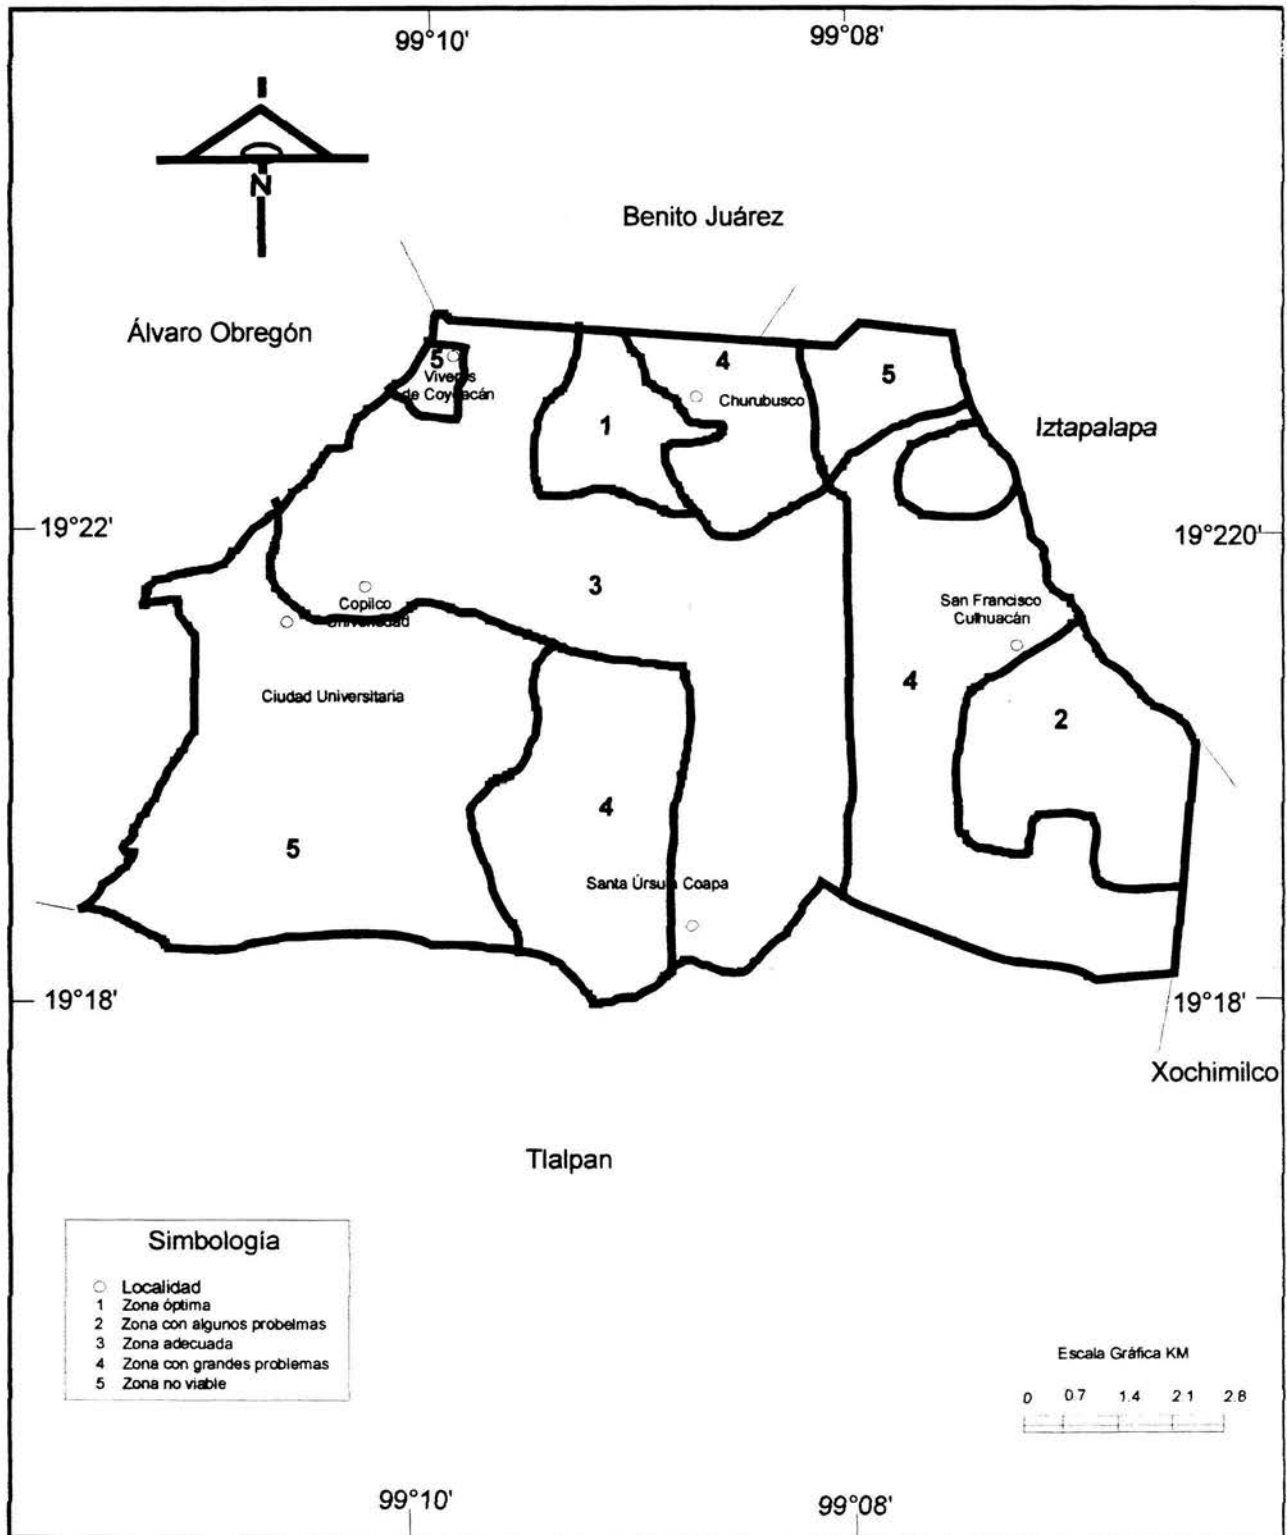 99°10'
99°08'
N
Benito Juárez
Álvaro Obregón
5
Viveros
de Coyoacán
4
Churubusco
5
1
Iztapalapa
19°22'
19°220'
3
Copilco
Universidad
San Francisco
Culhuacán
Ciudad Universitaria
4
2
4
5
Santa Úrsula Coapa
19°18'
19°18'
Xochimilco
Tlalpan
Simbología
Localidad
1 Zona óptima
2 Zona con algunos probelmas
3 Zona adecuada
4 Zona con grandes problemas
5 Zona no viable
Escala Gráfica KM
0 0.7 1.4 2.1 2.8
99°10'
99°08'